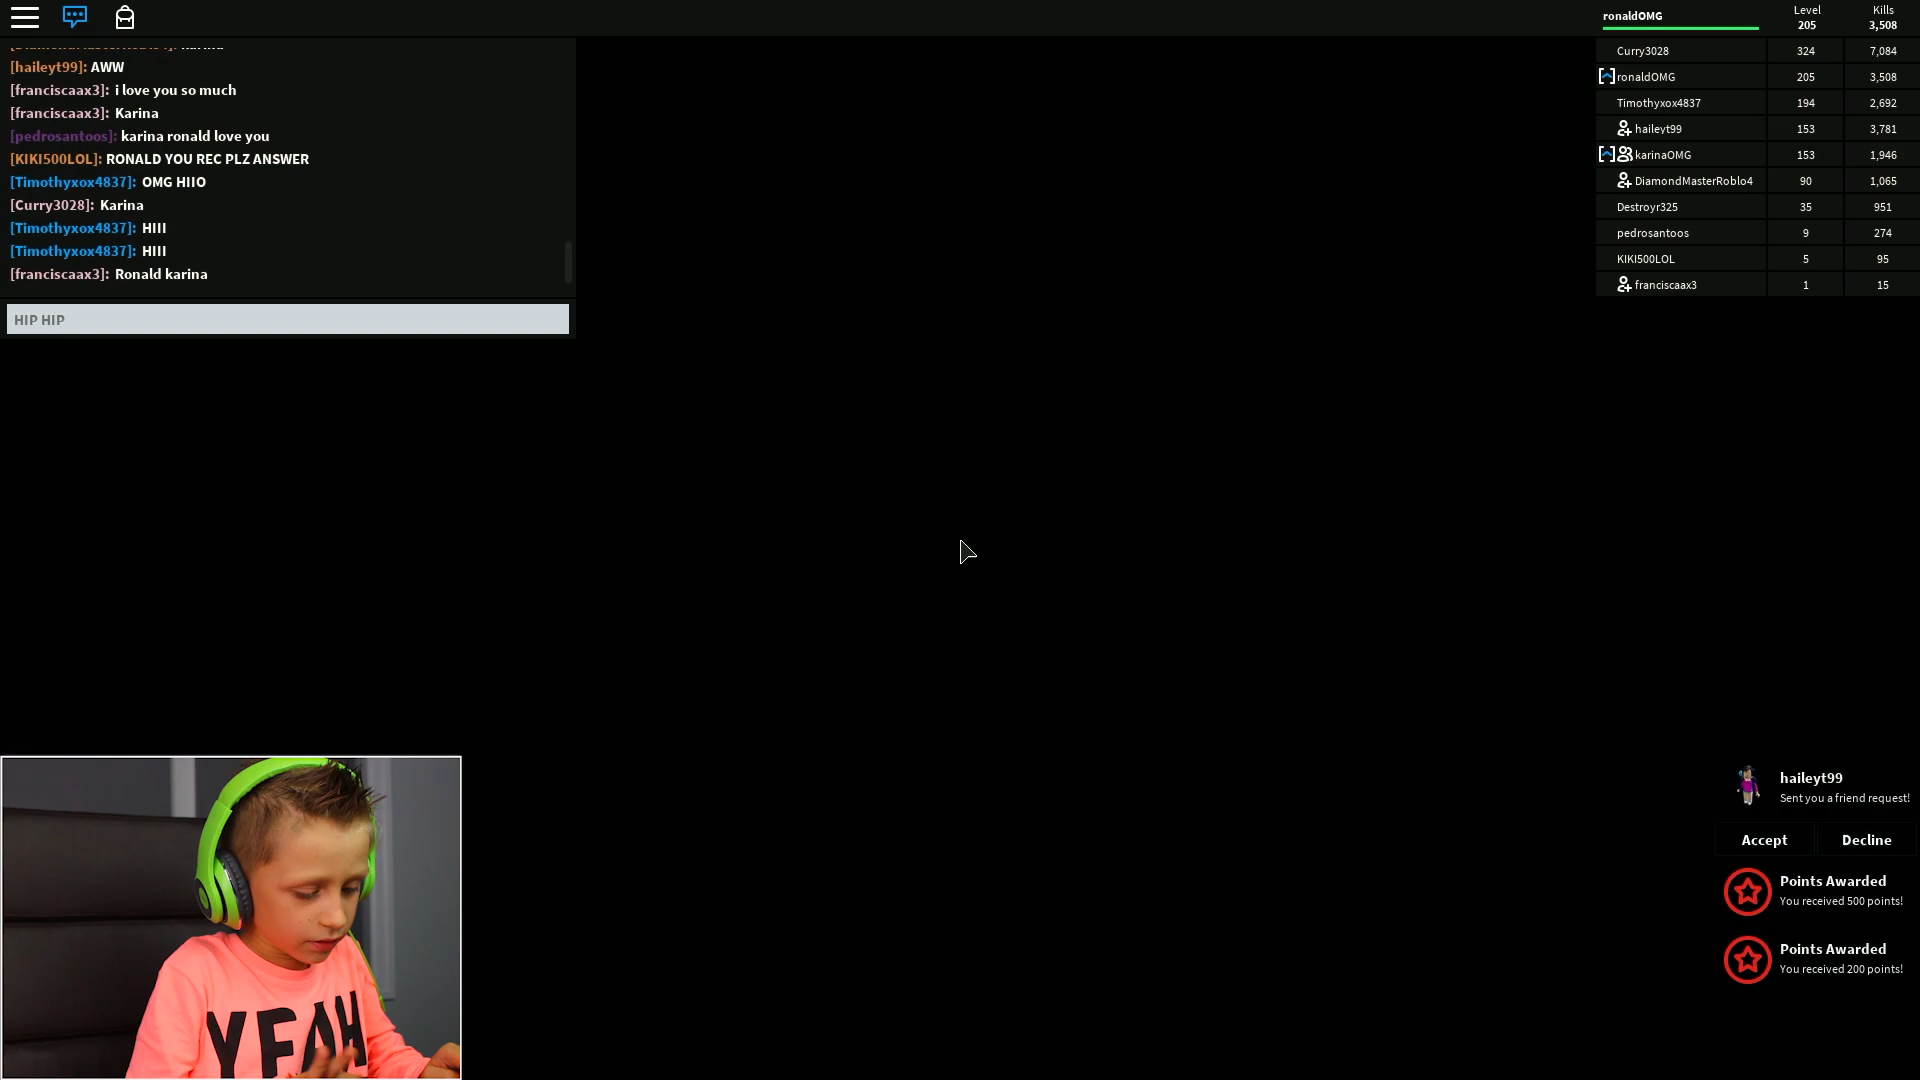 ronaldOMG Level Kills
205 3,508
[haileyt99]: AWW
[franciscaax3]: i love you so much
[franciscaax3]: Karina
[pedrosantoos]: karina ronald love you
[KIKI500LOL]: RONALD YOU REC PLZ ANSWER
[Timothyxox4837]: OMG HIIO
[Curry3028]: Karina
[Timothyxox4837]: HIII
[Timothyxox4837]: HIII
[franciscaax3]: Ronald karina
HIP HIP
Curry3028 324 7,084
ronaldOMG 205 3,508
Timothyxox4837 194 2,692
haileyt99 153 3,781
karinaOMG 153 1,946
DiamondMasterRoblo4 90 1,065
Destroyr325 35 951
pedrosantoos 9 274
KIKI500LOL 5 95
franciscaax3 1 15
haileyt99
Sent you a friend request!
Accept Decline
Points Awarded
You received 500 points!
Points Awarded
You received 200 points!
YEAH